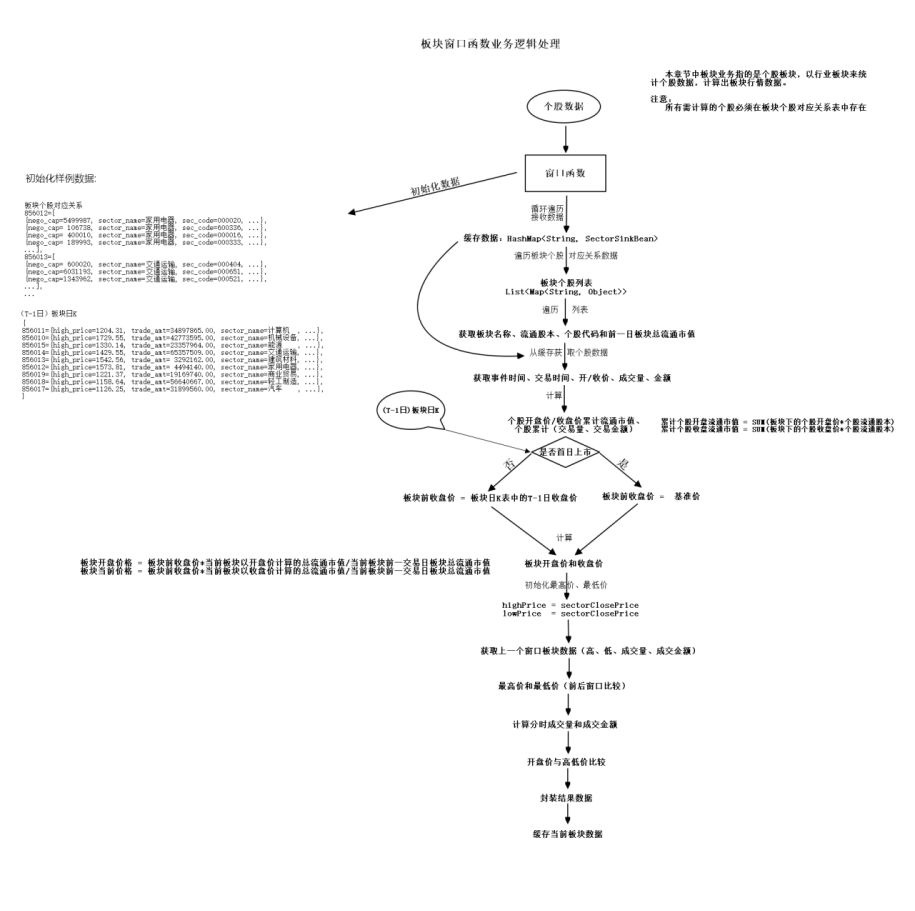 板块窗口函数业务逻辑处理
本章节中板块业务指的是个股板块, 以行业板块来统
计个股数据, 计算出板块行情数据。
注意:
所有需计算的个股必须在板块个股对应关系表中存在
个股数据
窗口函数
初始化数据
初始化样例数据:
板块个股对应关系
856012=[
{nego_cap=5499987, sector_name=家用电器, sec_code=000020, ...},
{nego_cap= 106738, sector_name=家用电器, sec_code=600336, ...},
{nego_cap= 400010, sector_name=家用电器, sec_code=000016, ...},
{nego_cap= 189993, sector_name=家用电器, sec_code=000333, ...},
...],
856013=[
{nego_cap= 600020, sector_name=交通运输, sec_code=000404, ...},
{nego_cap=6031193, sector_name=交通运输, sec_code=000651, ...},
{nego_cap=1343962, sector_name=交通运输, sec_code=000521, ...},
...],
...
(T-1日) 板块日K
{
856011={high_price=1204.31, trade_amt=34897865.00, sector_name=计算机 , ...},
856010={high_price=1729.55, trade_amt=42773595.00, sector_name=机械设备, ...},
856015={high_price=1330.14, trade_amt=23357964.00, sector_name=能源 , ...},
856014={high_price=1429.55, trade_amt=65357509.00, sector_name=交通运输, ...},
856013={high_price=1542.56, trade_amt= 3292162.00, sector_name=建筑材料, ...},
856012={high_price=1573.81, trade_amt= 4494140.00, sector_name=家用电器, ...},
856019={high_price=1221.37, trade_amt=19169740.00, sector_name=商业贸易, ...},
856018={high_price=1158.64, trade_amt=56640667.00, sector_name=轻工制造, ...},
856017={high_price=1126.25, trade_amt=31899560.00, sector_name=汽车 , ...}
}
循环遍历
接收数据
缓存数据: HashMap<String, SectorSinkBean>
遍历板块个股 对应关系数据
板块个股列表
List<Map<String, Object>>
遍历 列表
获取板块名称、流通股本、个股代码和前一日板块总流通市值
从缓存获 取个股数据
获取事件时间、交易时间、开/收价、成交量、金额
计算
(T-1日)板块日K
个股开盘价/收盘价累计流通市值、
个股累计 (交易量、交易金额)
累计个股开盘流通市值 = SUM(板块下的个股开盘价*个股流通股本)
累计个股收盘流通市值 = SUM(板块下的个股收盘价*个股流通股本)
是否首日上市
否
是
板块前收盘价 = 板块日K表中的T-1日收盘价
板块前收盘价 = 基准价
计算
板块开盘价格 = 板块前收盘价*当前板块以开盘价计算的总流通市值/当前板块前一交易日板块总流通市值
板块当前价格 = 板块前收盘价*当前板块以收盘价计算的总流通市值/当前板块前一交易日板块总流通市值
板块开盘价和收盘价
初始化最高价、最低价
highPrice = sectorClosePrice
lowPrice = sectorClosePrice
获取上一个窗口板块数据 (高、低、成交量、成交金额)
最高价和最低价 (前后窗口比较)
计算分时成交量和成交金额
开盘价与高低价比较
封装结果数据
缓存当前板块数据